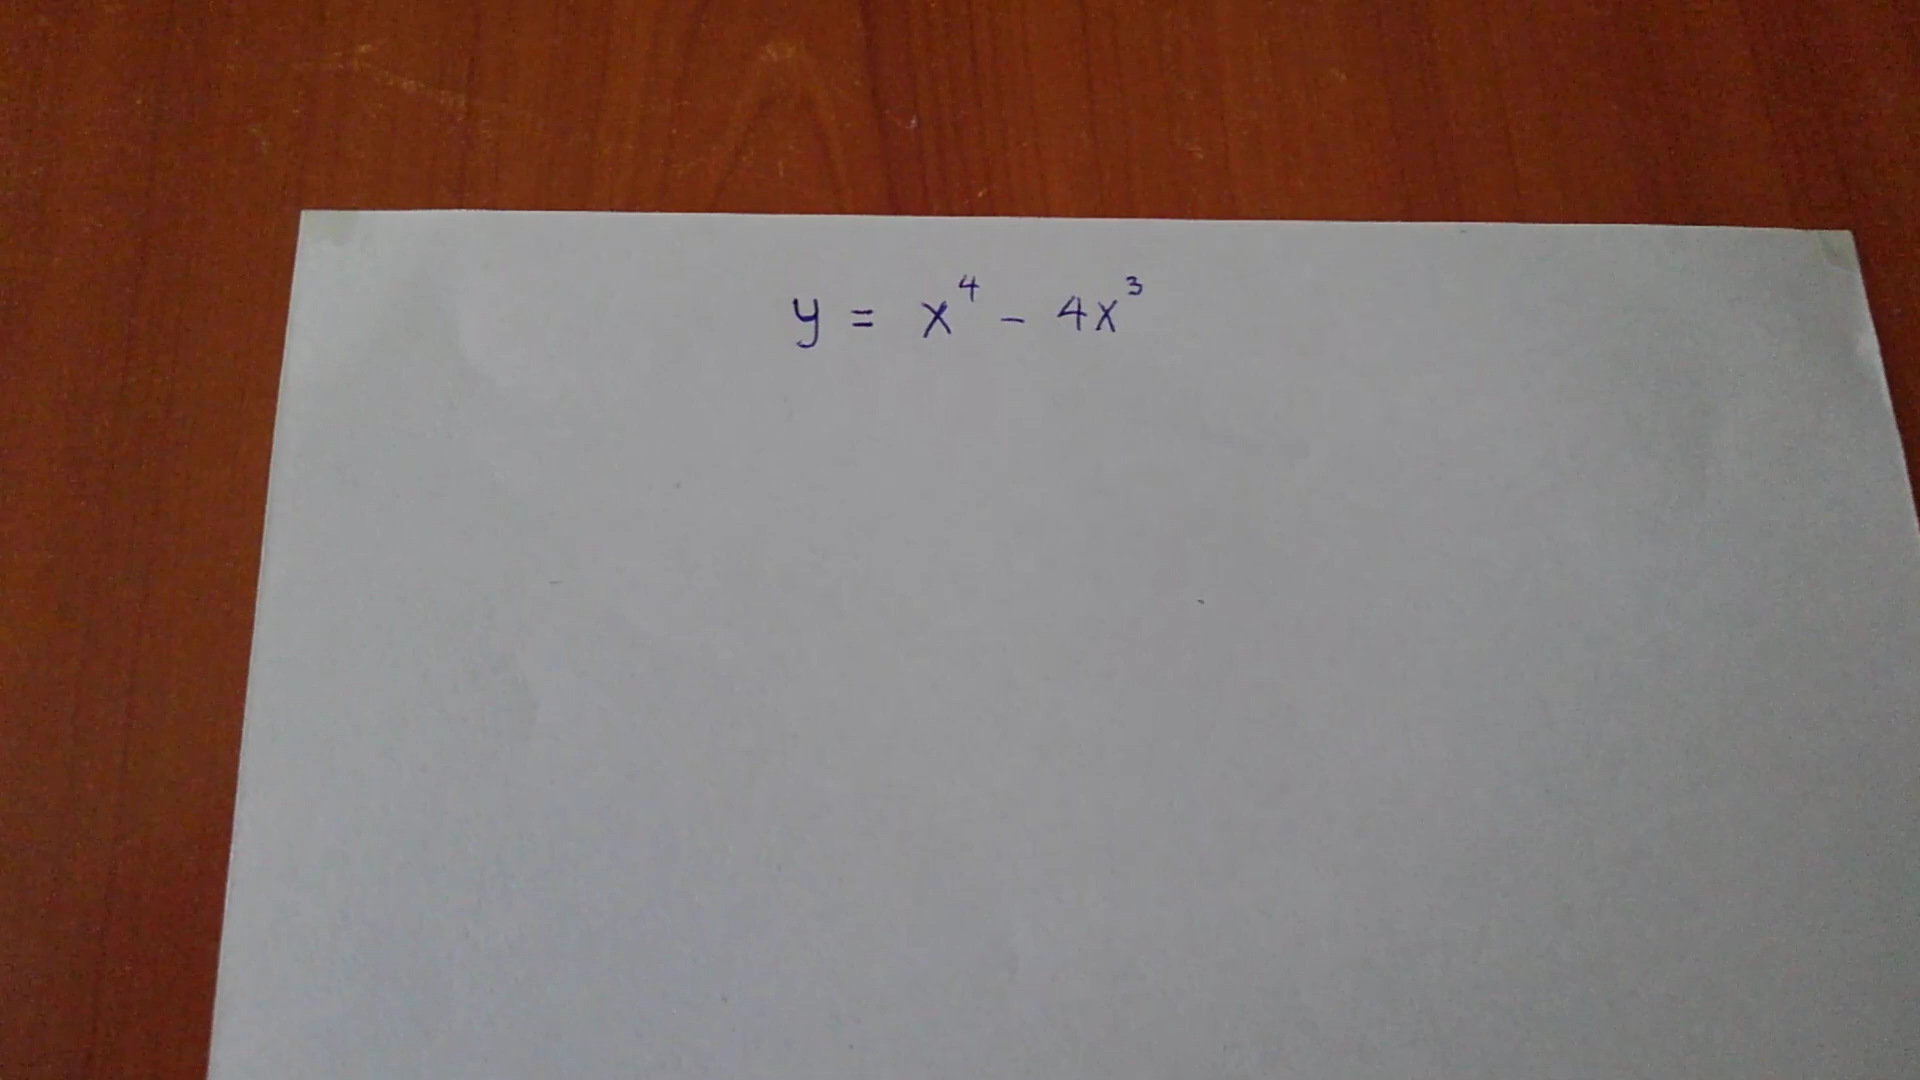 y = x⁴ - 4x³